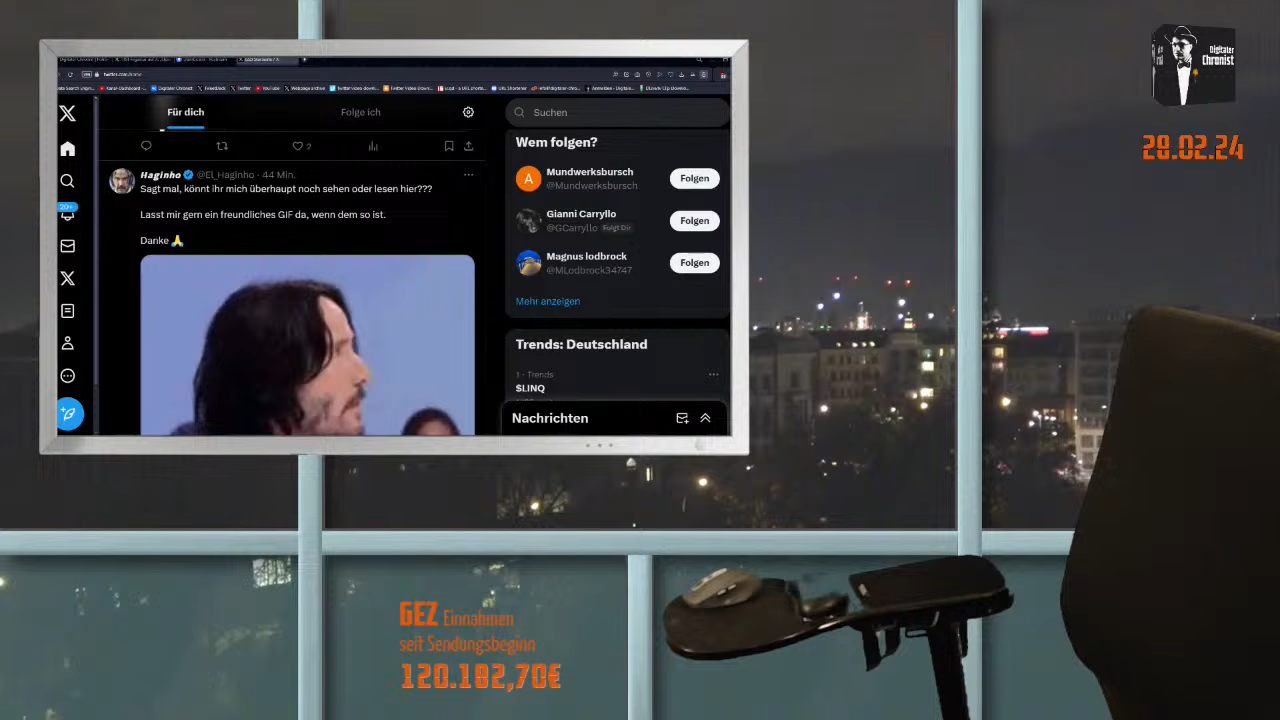 Für dich
Folge ich
Suchen
2
Haginho @El_Haginho · 44 Min.
Sagt mal, könnt ihr mich überhaupt noch sehen oder lesen hier???
Lasst mir gern ein freundliches GIF da, wenn dem so ist.
Danke 🙏
20+
Wem folgen?
Mundwerksbursch
@Mundwerksbursch
Folgen
Gianni Carryllo
@GCarryllo Folgt Dir
Folgen
Magnus lodbrock
@MLodbrock34747
Folgen
Mehr anzeigen
Trends: Deutschland
1 · Trends
$LINQ
Nachrichten
Digitaler
Chronist
28.02.24
GEZ Einnahmen
seit Sendungsbeginn
120.182,70€